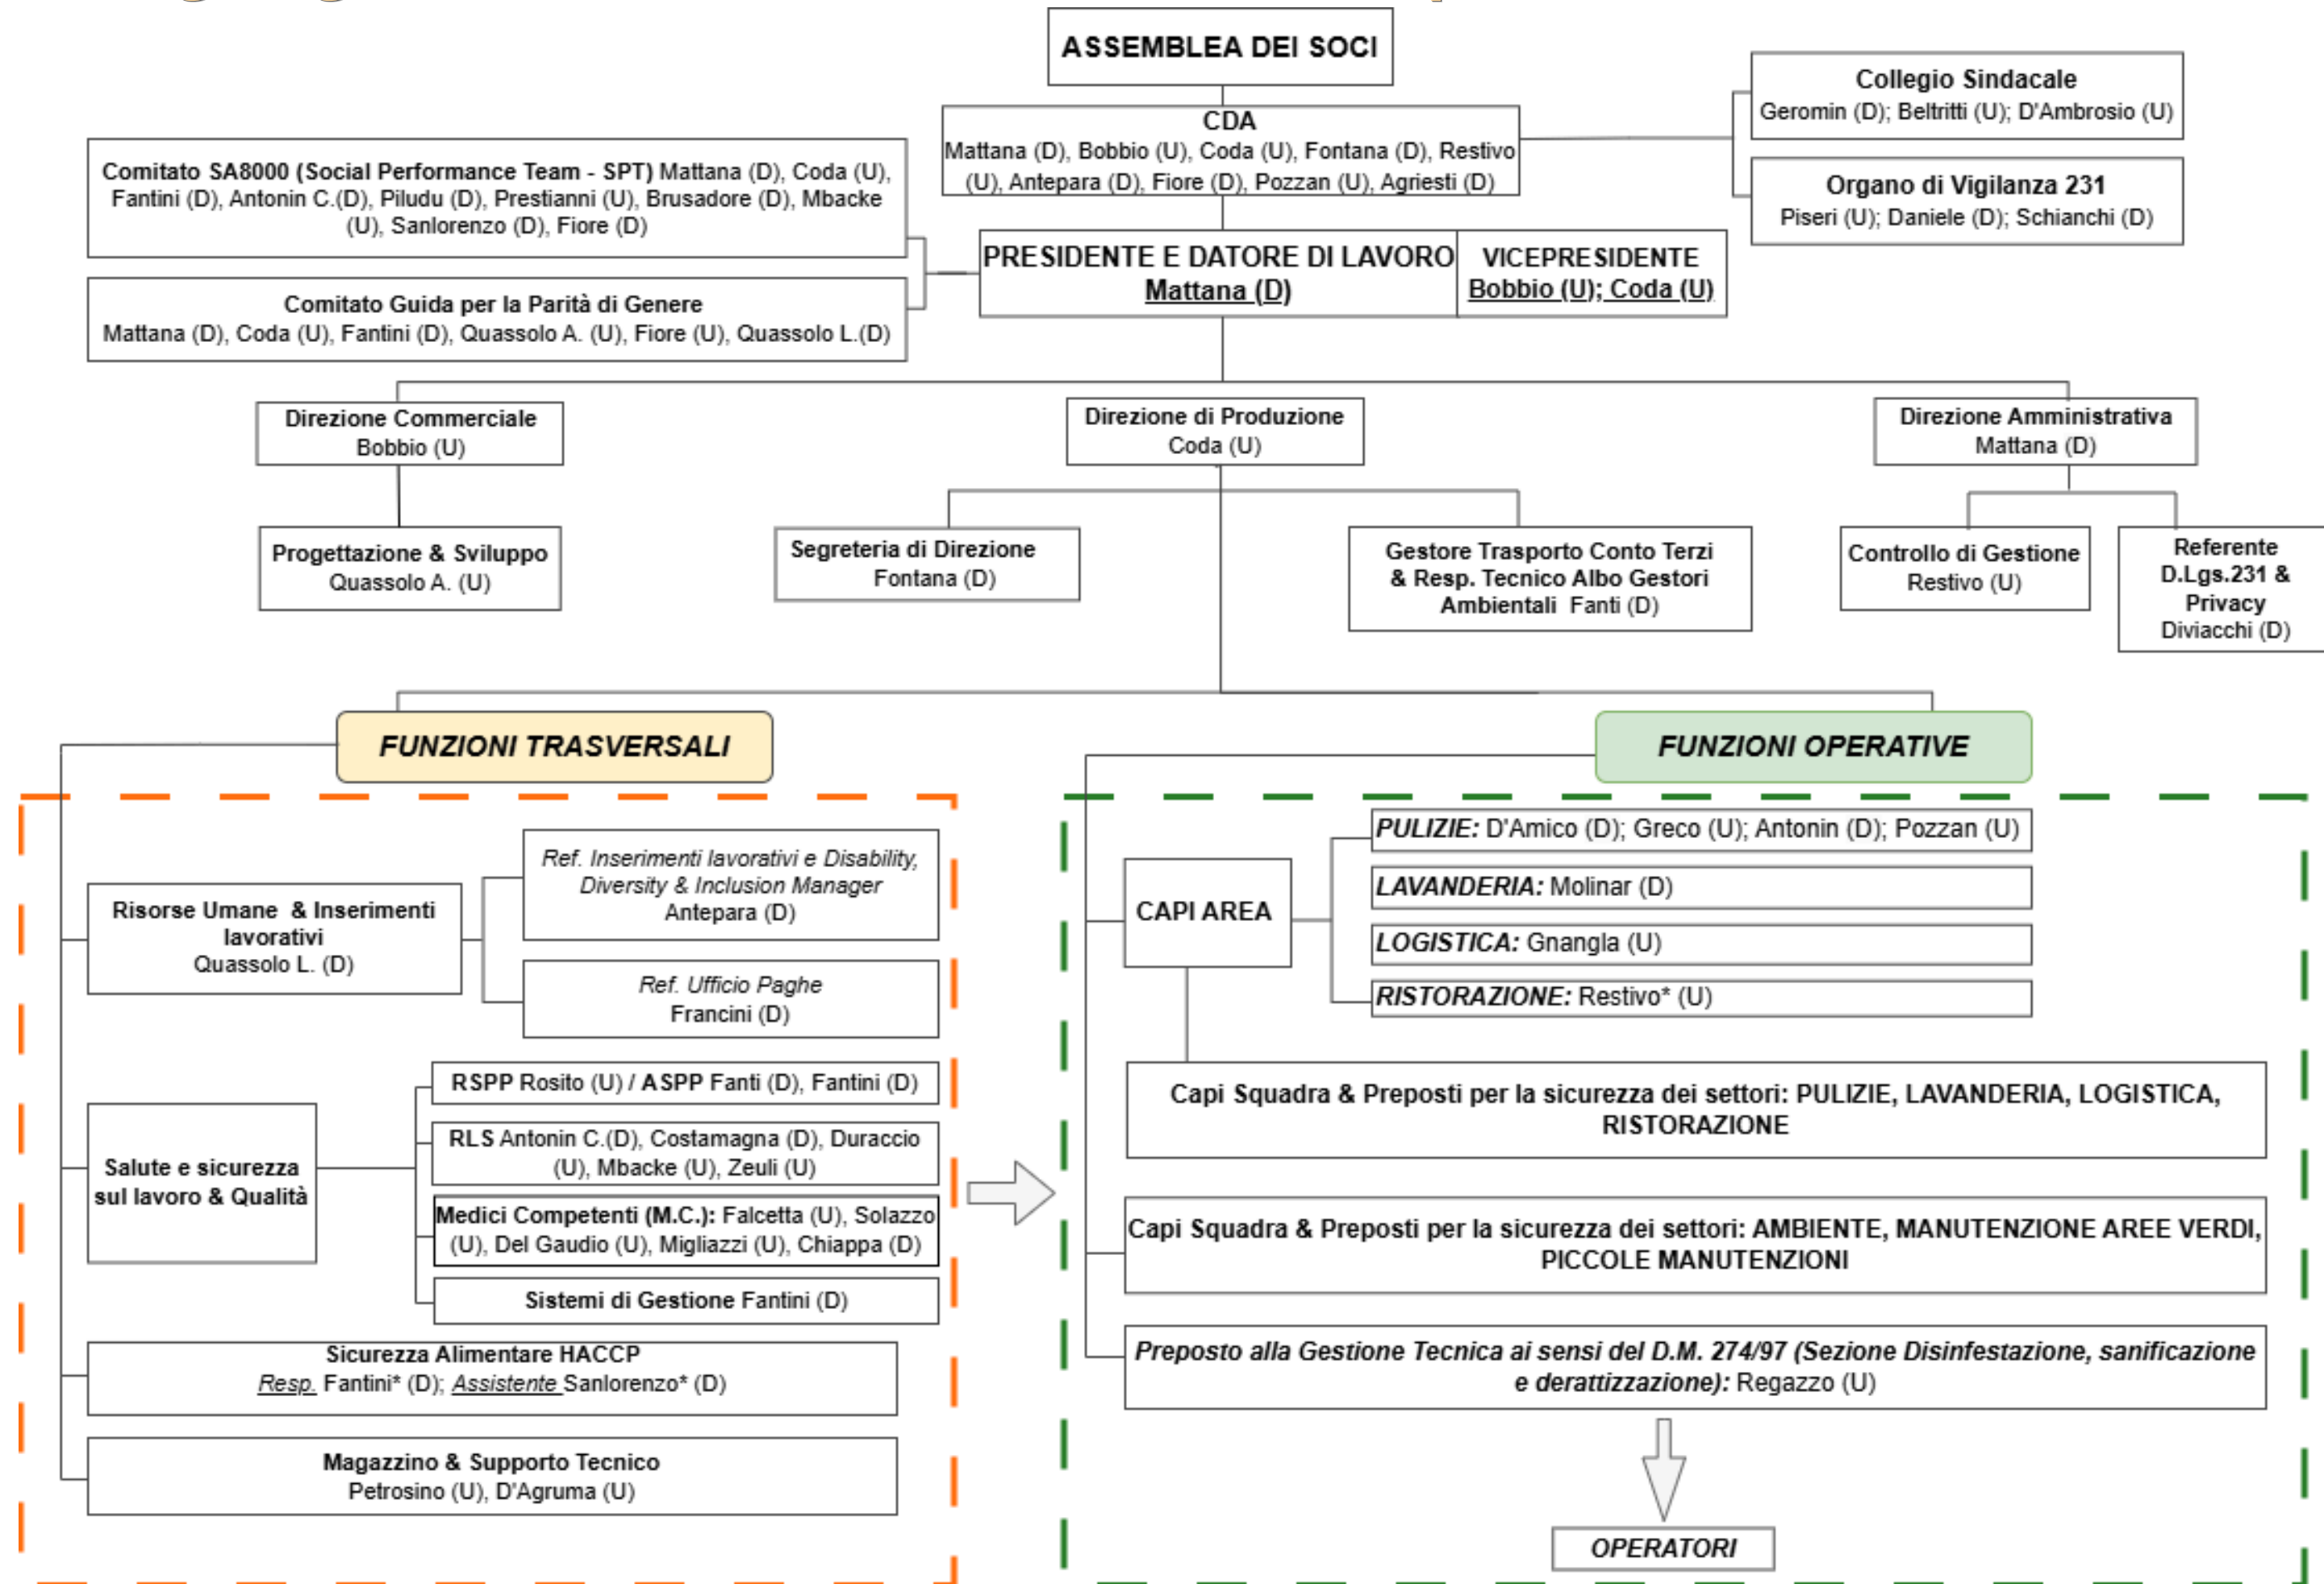 ASSEMBLEA DEI SOCI
Collegio Sindacale
Geromin (D); Beltritti (U); D'Ambrosio (U)
CDA
Mattana (D), Bobbio (U), Coda (U), Fontana (D), Restivo
(U), Antepara (D), Fiore (D), Pozzan (U), Agriesti (D)
Comitato SA8000 (Social Performance Team - SPT) Mattana (D), Coda (U),
Fantini (D), Antonin C.(D), Piludu (D), Prestianni (U), Brusadore (D), Mbacke
(U), Sanlorenzo (D), Fiore (D)
Organo di Vigilanza 231
Piseri (U); Daniele (D); Schianchi (D)
PRESIDENTE E DATORE DI LAVORO
Mattana (D)
VICEPRESIDENTE
Bobbio (U); Coda (U)
Comitato Guida per la Parità di Genere
Mattana (D), Coda (U), Fantini (D), Quassolo A. (U), Fiore (U), Quassolo L.(D)
Direzione Commerciale
Bobbio (U)
Direzione di Produzione
Coda (U)
Direzione Amministrativa
Mattana (D)
Progettazione & Sviluppo
Quassolo A. (U)
Segreteria di Direzione
Fontana (D)
Gestore Trasporto Conto Terzi
& Resp. Tecnico Albo Gestori
Ambientali Fanti (D)
Controllo di Gestione
Restivo (U)
Referente
D.Lgs.231 &
Privacy
Diviacchi (D)
FUNZIONI TRASVERSALI
FUNZIONI OPERATIVE
Risorse Umane & Inserimenti
lavorativi
Quassolo L. (D)
Ref. Inserimenti lavorativi e Disability,
Diversity & Inclusion Manager
Antepara (D)
Ref. Ufficio Paghe
Francini (D)
Salute e sicurezza
sul lavoro & Qualità
RSPP Rosito (U) / ASPP Fanti (D), Fantini (D)
RLS Antonin C.(D), Costamagna (D), Duraccio
(U), Mbacke (U), Zeuli (U)
Medici Competenti (M.C.): Falcetta (U), Solazzo
(U), Del Gaudio (U), Migliazzi (U), Chiappa (D)
Sistemi di Gestione Fantini (D)
Sicurezza Alimentare HACCP
Resp. Fantini* (D); Assistente Sanlorenzo* (D)
Magazzino & Supporto Tecnico
Petrosino (U), D'Agruma (U)
CAPI AREA
PULIZIE: D'Amico (D); Greco (U); Antonin (D); Pozzan (U)
LAVANDERIA: Molinar (D)
LOGISTICA: Gnangla (U)
RISTORAZIONE: Restivo* (U)
Capi Squadra & Preposti per la sicurezza dei settori: PULIZIE, LAVANDERIA, LOGISTICA,
RISTORAZIONE
Capi Squadra & Preposti per la sicurezza dei settori: AMBIENTE, MANUTENZIONE AREE VERDI,
PICCOLE MANUTENZIONI
Preposto alla Gestione Tecnica ai sensi del D.M. 274/97 (Sezione Disinfestazione, sanificazione
e derattizzazione): Regazzo (U)
OPERATORI